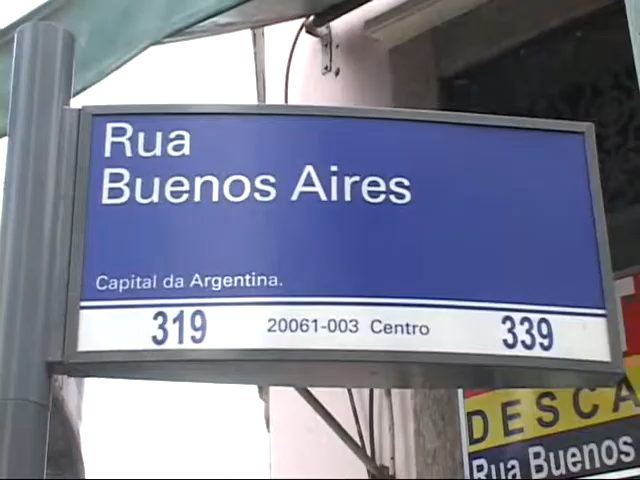 Rua
Buenos Aires
Capital da Argentina.
319 20061-003 Centro 339
DESCA
Rua Buenos